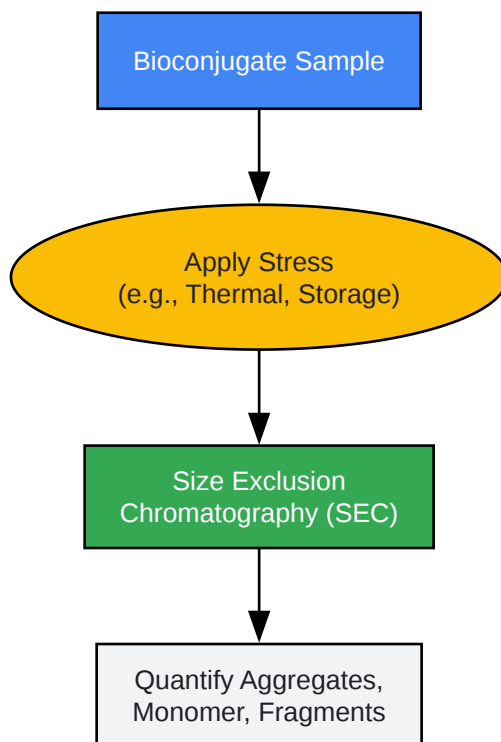 Bioconjugate Sample
Apply Stress
(e.g., Thermal, Storage)
Size Exclusion
Chromatography (SEC)
Quantify Aggregates,
Monomer, Fragments